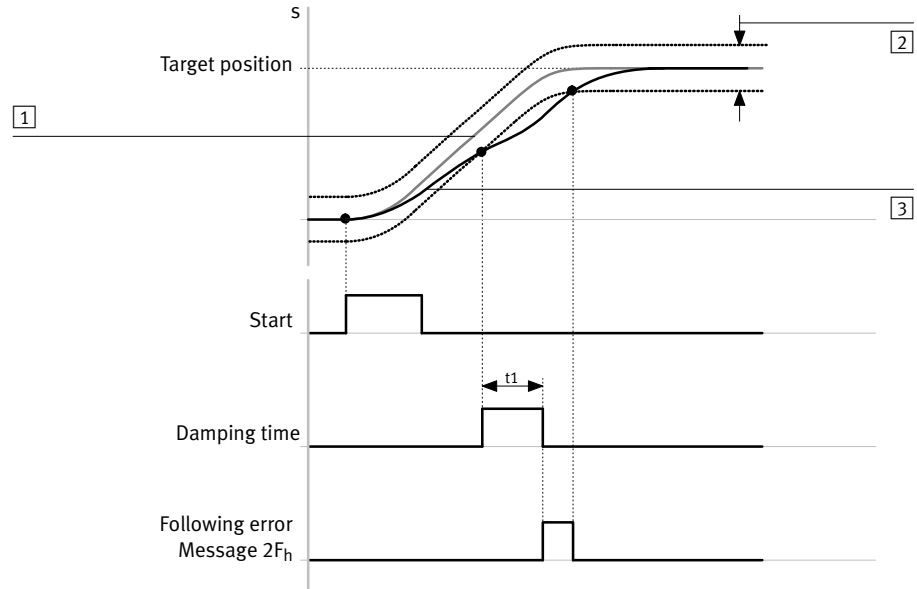 s
2
Target position
1
3
Start
t1
Damping time
Following error
Message 2Fh